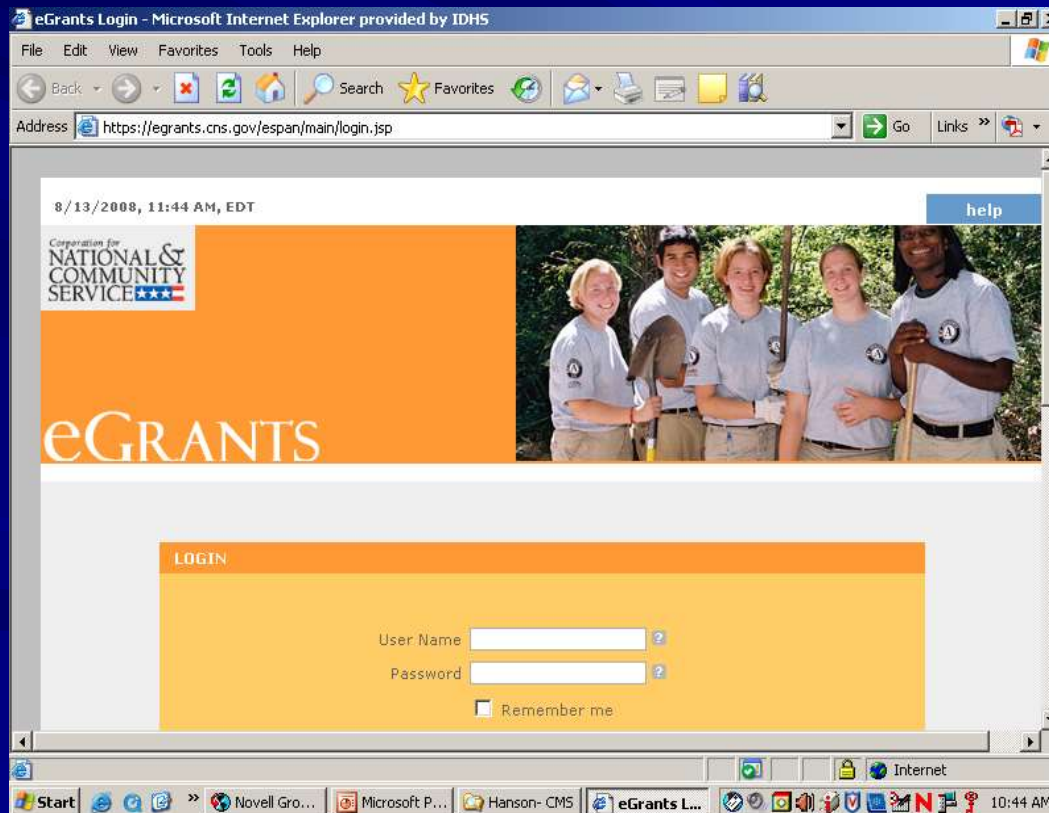 eGrants Login - Microsoft Internet Explorer provided by IDHS
File Edit View Favorites Tools Help
Back Search Favorites
Address https://egrants.cns.gov/espan/main/login.jsp Go Links »
8/13/2008, 11:44 AM, EDT
help
Corporation for
NATIONAL &
COMMUNITY
SERVICE
eGRANTS
LOGIN
User Name ?
Password ?
Remember me
Internet
Start » Novell Gro... Microsoft P... Hanson- CMS eGrants L... 10:44 AM